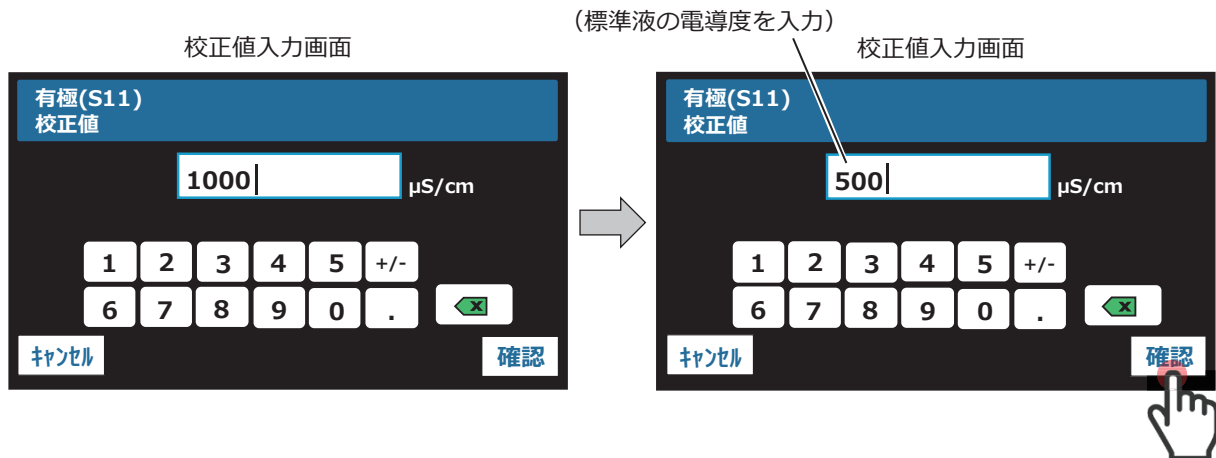 （標準液の電導度を入力）
校正値入力画面
有極(S11)
校正値
1000
μS/cm
1 2 3 4 5 +/-
6 7 8 9 0 .
x
ｷｬﾝｾﾙ
確認
校正値入力画面
有極(S11)
校正値
500
μS/cm
1 2 3 4 5 +/-
6 7 8 9 0 .
x
ｷｬﾝｾﾙ
確認